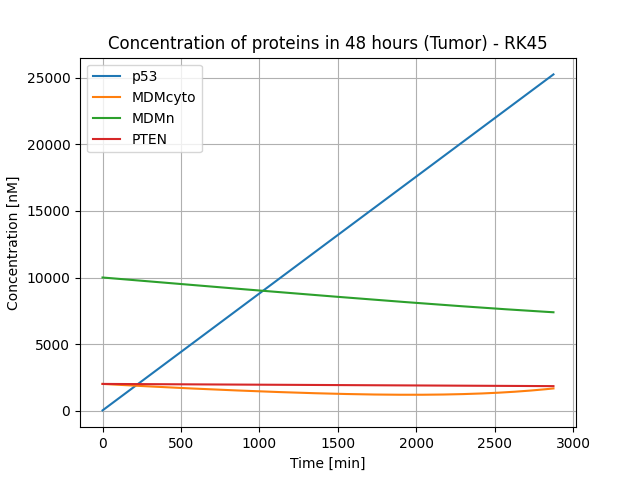 Concentration of proteins in 48 hours (Tumor) - RK45
p53
MDMcyto
MDMn
PTEN
Concentration [nM]
25000
20000
15000
10000
5000
0
0 500 1000 1500 2000 2500 3000
Time [min]